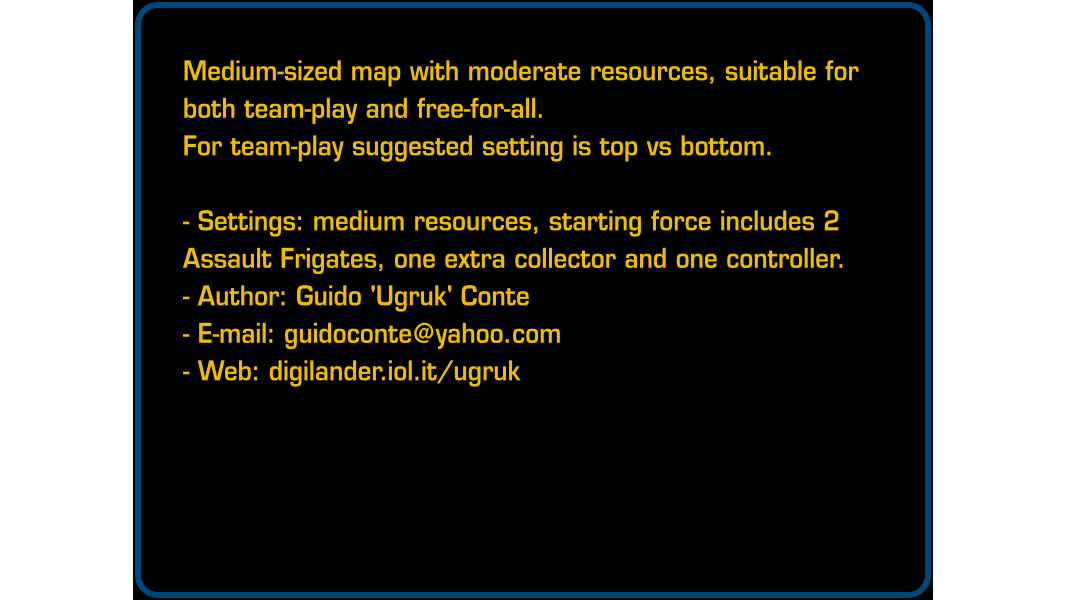 Medium-sized map with moderate resources, suitable for
both team-play and free-for-all.
For team-play suggested setting is top vs bottom.
- Settings: medium resources, starting force includes 2
Assault Frigates, one extra collector and one controller.
- Author: Guido 'Ugruk' Conte
- E-mail: guidoconte@yahoo.com
- Web: digilander.iol.it/ugruk